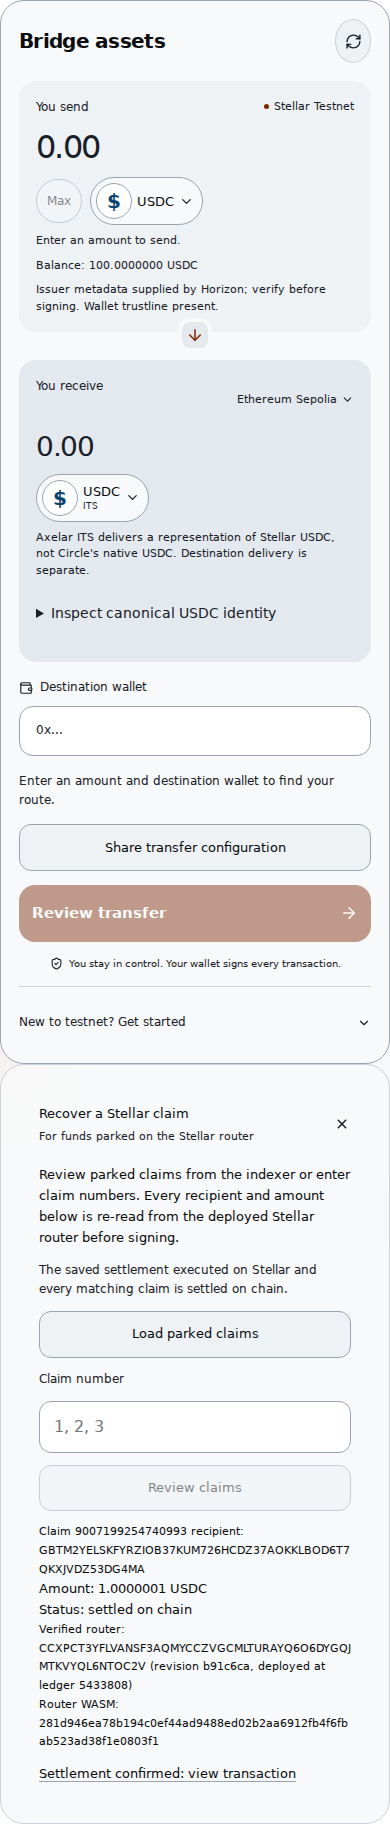 Bridge assets
You send
Stellar Testnet
0.00
Max
$ USDC
Enter an amount to send.
Balance: 100.0000000 USDC
Issuer metadata supplied by Horizon; verify before
signing. Wallet trustline present.
You receive
Ethereum Sepolia
0.00
$ USDC
ITS
Axelar ITS delivers a representation of Stellar USDC,
not Circle's native USDC. Destination delivery is
separate.
Inspect canonical USDC identity
Destination wallet
0x...
Enter an amount and destination wallet to find your
route.
Share transfer configuration
Review transfer
You stay in control. Your wallet signs every transaction.
New to testnet? Get started
Recover a Stellar claim
For funds parked on the Stellar router
Review parked claims from the indexer or enter
claim numbers. Every recipient and amount
below is re-read from the deployed Stellar
router before signing.
The saved settlement executed on Stellar and
every matching claim is settled on chain.
Load parked claims
Claim number
1, 2, 3
Review claims
Claim 9007199254740993 recipient:
GBTM2YELSKFYRZIOB37KUM726HCDZ37AOKKLBOD6T7
QKXJVDZ53DG4MA
Amount: 1.0000001 USDC
Status: settled on chain
Verified router:
CCXPCT3YFLVANSF3AQMYCCZVGCMLTURAYQ6O6DYGQJ
MTKVYQL6NTOC2V (revision b91c6ca, deployed at
ledger 5433808)
Router WASM:
281d946ea78b194c0ef44ad9488ed02b2aa6912fb4f6fb
ab523ad38f1e0803f1
Settlement confirmed: view transaction